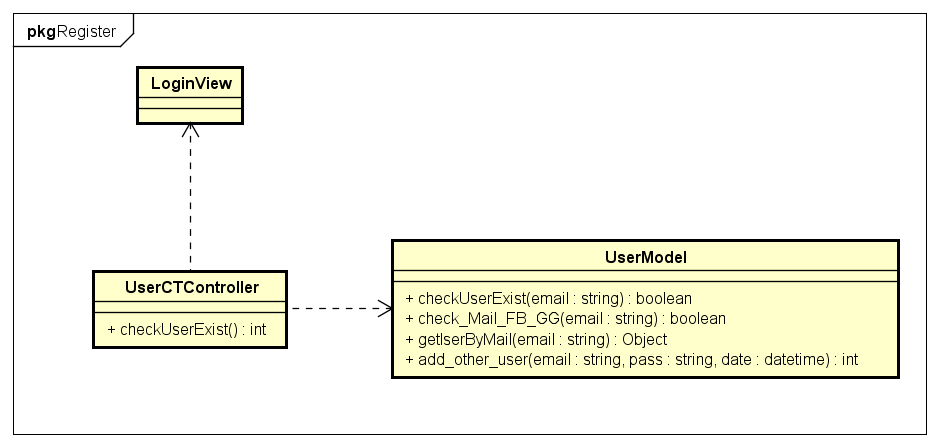 pkgRegister
LoginView
UserCTController
+ checkUserExist() : int
UserModel
+ checkUserExist(email : string) : boolean
+ check_Mail_FB_GG(email : string) : boolean
+ getIserByMail(email : string) : Object
+ add_other_user(email : string, pass : string, date : datetime) : int